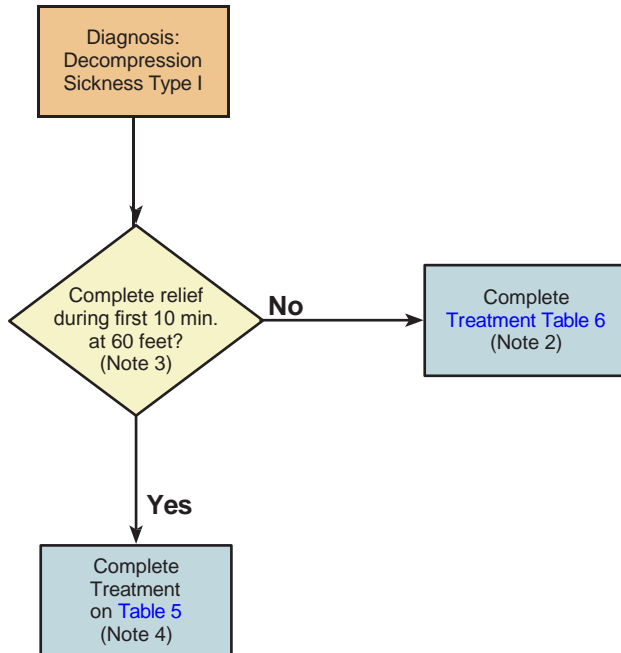 Diagnosis:
Decompression
Sickness Type I
Complete relief
during first 10 min.
at 60 feet?
(Note 3)
No
Complete
Treatment Table 6
(Note 2)
Yes
Complete
Treatment
on Table 5
(Note 4)